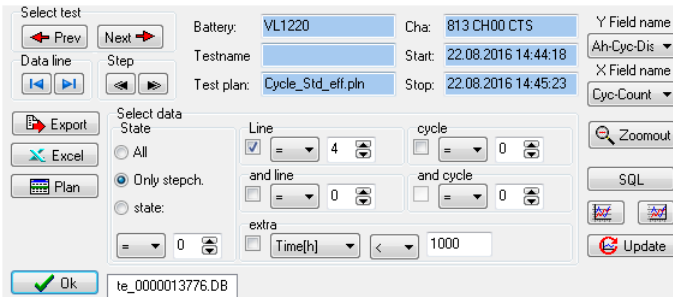 Select test
Prev Next
Battery: VL1220 Cha: 813 CH00 CTS
Y Field name
Ah-Cyc-Dis
Testname Start: 22.08.2016 14:44:18
Data line Step
X Field name
Test plan: Cycle_Std_eff.pln Stop: 22.08.2016 14:45:23
Cyc-Count
Export
Select data
State Line cycle
All = 4 = 0
Zoomout
Excel
and line and cycle
Only stepch. = 0 = 0
SQL
Plan
state:
extra
= 0 Time[h] < 1000
Update
Ok te_0000013776.DB